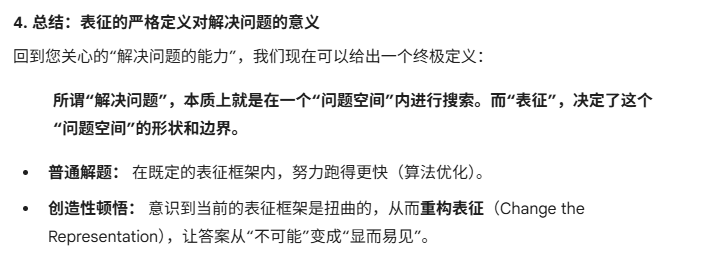 4. 总结：表征的严格定义对解决问题的意义
回到您关心的“解决问题的能力”，我们现在可以给出一个终极定义：
所谓“解决问题”，本质上就是在一个“问题空间”内进行搜索。而“表征”，决定了这个
“问题空间”的形状和边界。
• 普通解题： 在既定的表征框架内，努力跑得更快（算法优化）。
• 创造性顿悟： 意识到当前的表征框架是扭曲的，从而重构表征（Change the
Representation），让答案从“不可能”变成“显而易见”。